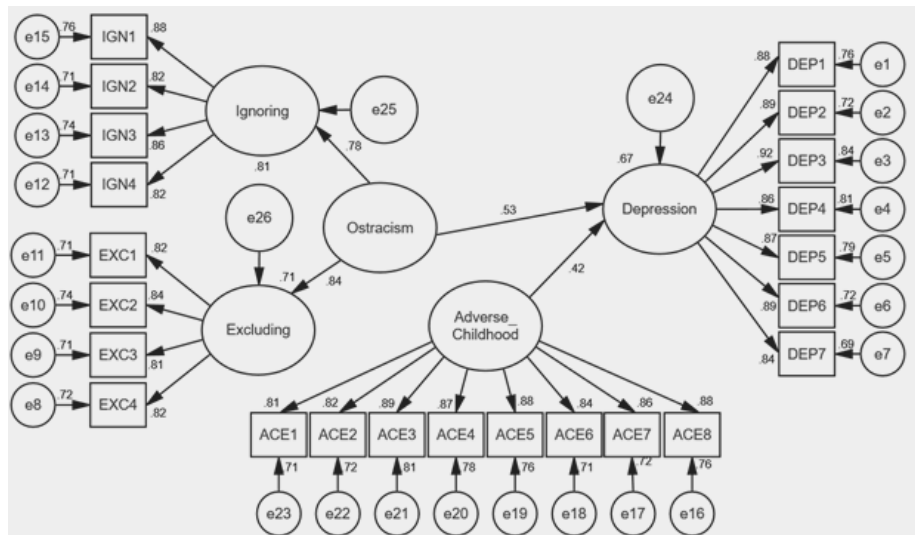 e15 .76 IGN1 .88
e14 .71 IGN2 .82
e13 .74 IGN3 .86
e12 .71 IGN4 .82
Ignoring
.81
e25
.78
e26
Ostracism
.53
.71
.84
e11 .71 EXC1 .82
e10 .74 EXC2 .84
e9 .71 EXC3 .81
e8 .72 EXC4 .82
Excluding
e24
.67
Depression
.42
Adverse_
Childhood
.88 DEP1 .76 e1
.89 DEP2 .72 e2
.92 DEP3 .84 e3
.86 DEP4 .81 e4
.87 DEP5 .79 e5
.89 DEP6 .72 e6
.84 DEP7 .69 e7
.81 .82 .89 .87 .88 .84 .86 .88
ACE1 ACE2 ACE3 ACE4 ACE5 ACE6 ACE7 ACE8
.71 .72 .81 .78 .76 .71 .72 .76
e23 e22 e21 e20 e19 e18 e17 e16